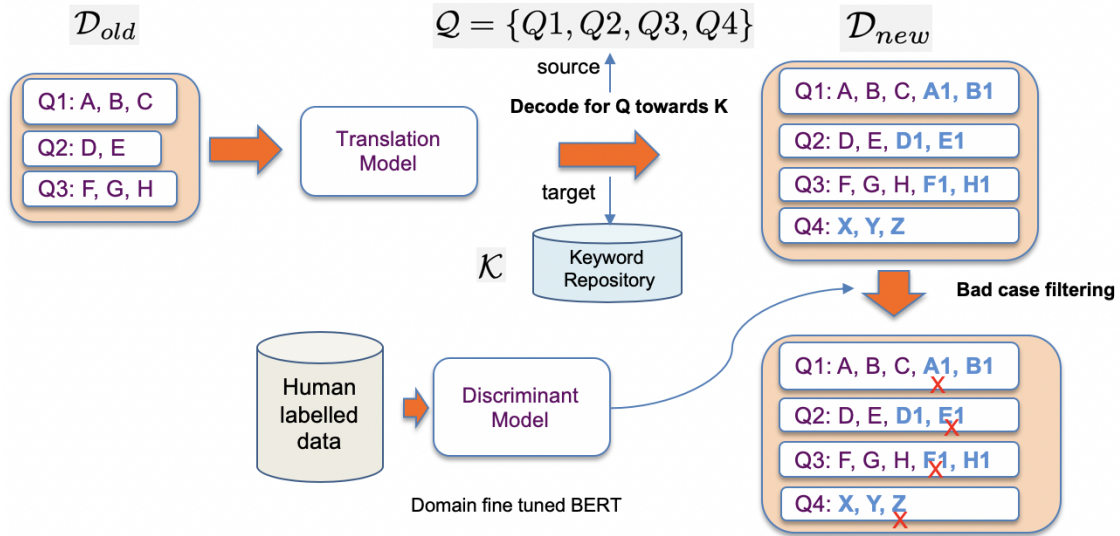 𝒟old
𝒬 = {Q1, Q2, Q3, Q4}
𝒟new
Q1: A, B, C
Q2: D, E
Q3: F, G, H
Translation
Model
source
Decode for Q towards K
target
𝒦
Keyword
Repository
Q1: A, B, C, A1, B1
Q2: D, E, D1, E1
Q3: F, G, H, F1, H1
Q4: X, Y, Z
Bad case filtering
Human
labelled
data
Discriminant
Model
Domain fine tuned BERT
Q1: A, B, C, A1, B1
X
Q2: D, E, D1, E1
X
Q3: F, G, H, F1, H1
X
Q4: X, Y, Z
X